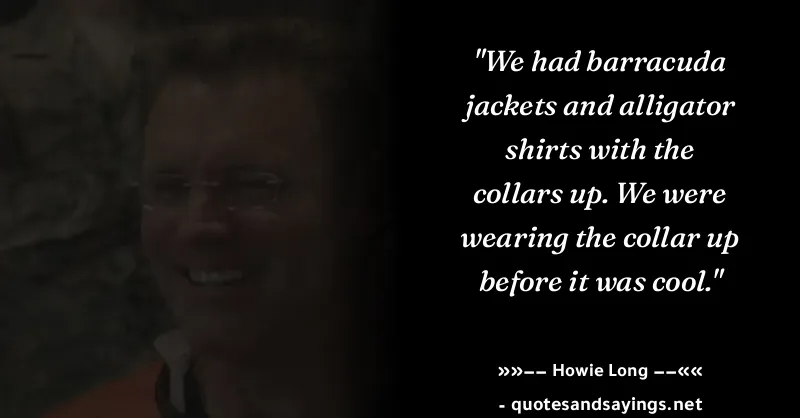 "We had barracuda
jackets and alligator
shirts with the
collars up. We were
wearing the collar up
before it was cool."
»»−− Howie Long −−««
- quotesandsayings.net